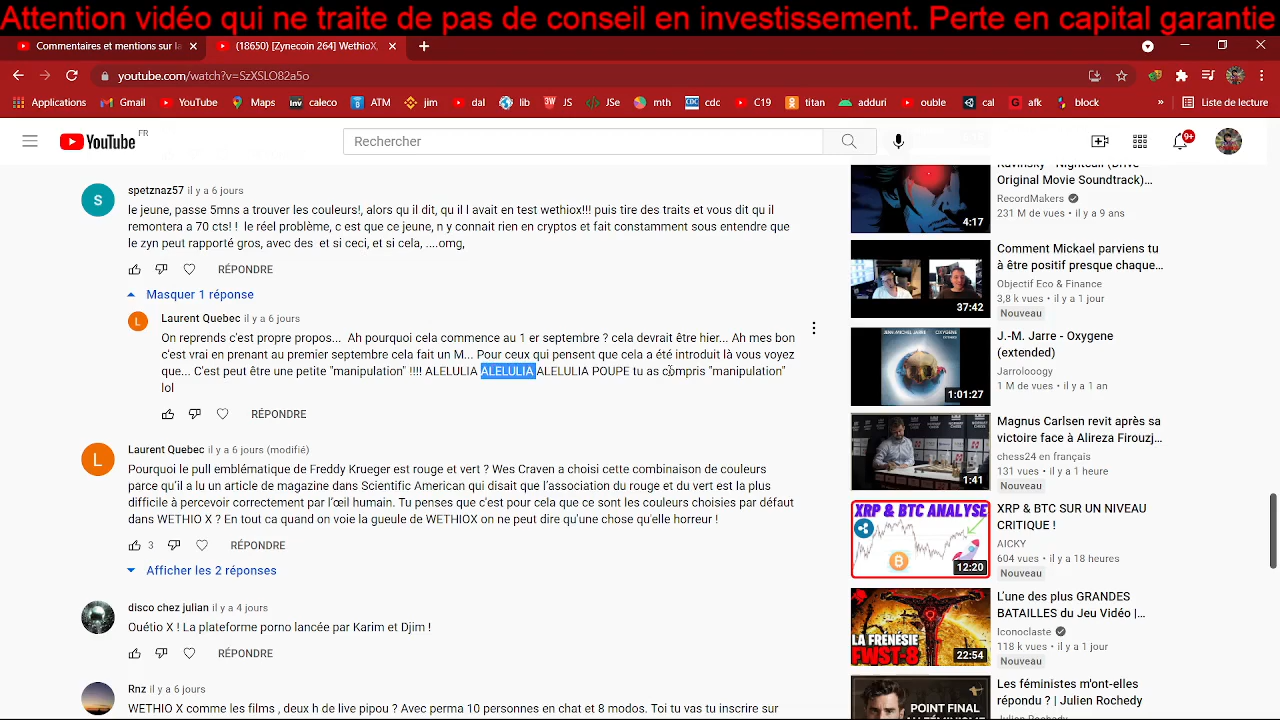 Attention vidéo qui ne traite de pas de conseil en investissement. Perte en capital garantie
Commentaires et mentions sur la
(18650) [Zynecoin 264] WethioX,
youtube.com/watch?v=SzXSLO82a5o
Applications
Gmail
YouTube
Maps
caleco
ATM
jim
dal
lib
JS
JSe
mth
cdc
C19
titan
adduri
ouble
cal
afk
block
»
Liste de lecture
YouTube FR
Rechercher
9+
S
spetznaz57 il y a 6 jours
le jeune, passe 5mns a trouver les couleurs!, alors qu il dit, qu il l avait en test wethiox!!! puis tire des traits et vous dit qu il
remontera a 70 cts! ! le gros problème, c est que ce jeune, n y connait rien en cryptos et fait constamment sous entendre que
le zyn peut rapporté gros, avec des et si ceci, et si cela, ....omg,
RÉPONDRE
Masquer 1 réponse
L
Laurent Quebec il y a 6 jours
On reprends c'est propre propos... Ah pourquoi cela commence au 1 er septembre ? cela devrait être hier... Ah mes bon
c'est vrai en prenant au premier septembre cela fait un M... Pour ceux qui pensent que cela a été introduit là vous voyez
que... C'est peut être une petite "manipulation" !!!! ALELULIA ALELULIA ALELULIA POUPE tu as compris "manipulation"
lol
RÉPONDRE
L
Laurent Quebec il y a 6 jours (modifié)
Pourquoi le pull emblématique de Freddy Krueger est rouge et vert ? Wes Craven a choisi cette combinaison de couleurs
parce qu'il a lu un article de magazine dans Scientific American qui disait que l'association du rouge et du vert est la plus
difficile à percevoir correctement par l'œil humain. Tu penses que c'est pour cela que ce sont les couleurs choisies par défaut
dans WETHIO X ? En tout ca quand on voie la gueule de WETHIOX on ne peut dire qu'une chose qu'elle horreur !
3
RÉPONDRE
Afficher les 2 réponses
disco chez julian il y a 4 jours
Ouétio X ! La plateforme porno lancée par Karim et Djim !
RÉPONDRE
Rnz il y a 6 jours
WETHIO X comme les films , deux h de live pipou ? Avec perma 10 personnes en chat et 8 modos. Toi tu vas tu inscrire sur
Kavinsky - Nightcall (Drive
Original Movie Soundtrack)...
RecordMakers
231 M de vues • il y a 9 ans
4:17
Comment Mickael parviens tu
à être positif presque chaque...
Objectif Eco & Finance
3,8 k vues • il y a 1 jour
Nouveau
37:42
J.-M. Jarre - Oxygene
(extended)
Jarrolooogy
1 M de vues • il y a 1 an
JEAN MICHEL JARRE
OXYGENE
1:01:27
Magnus Carlsen revit après sa
victoire face à Alireza Firouzj...
chess24 en français
131 vues • il y a 1 heure
Nouveau
1:41
XRP & BTC ANALYSE
12:20
XRP & BTC SUR UN NIVEAU
CRITIQUE !
AICKY
604 vues • il y a 18 heures
Nouveau
LA FRÉNÉSIE
FWST-8
22:54
L'une des plus GRANDES
BATAILLES du Jeu Vidéo |...
Iconoclaste
118 k vues • il y a 1 jour
Nouveau
POINT FINAL
AU FÉMINISME
Les féministes m'ont-elles
répondu ? | Julien Rochedy
Julien Rochedy